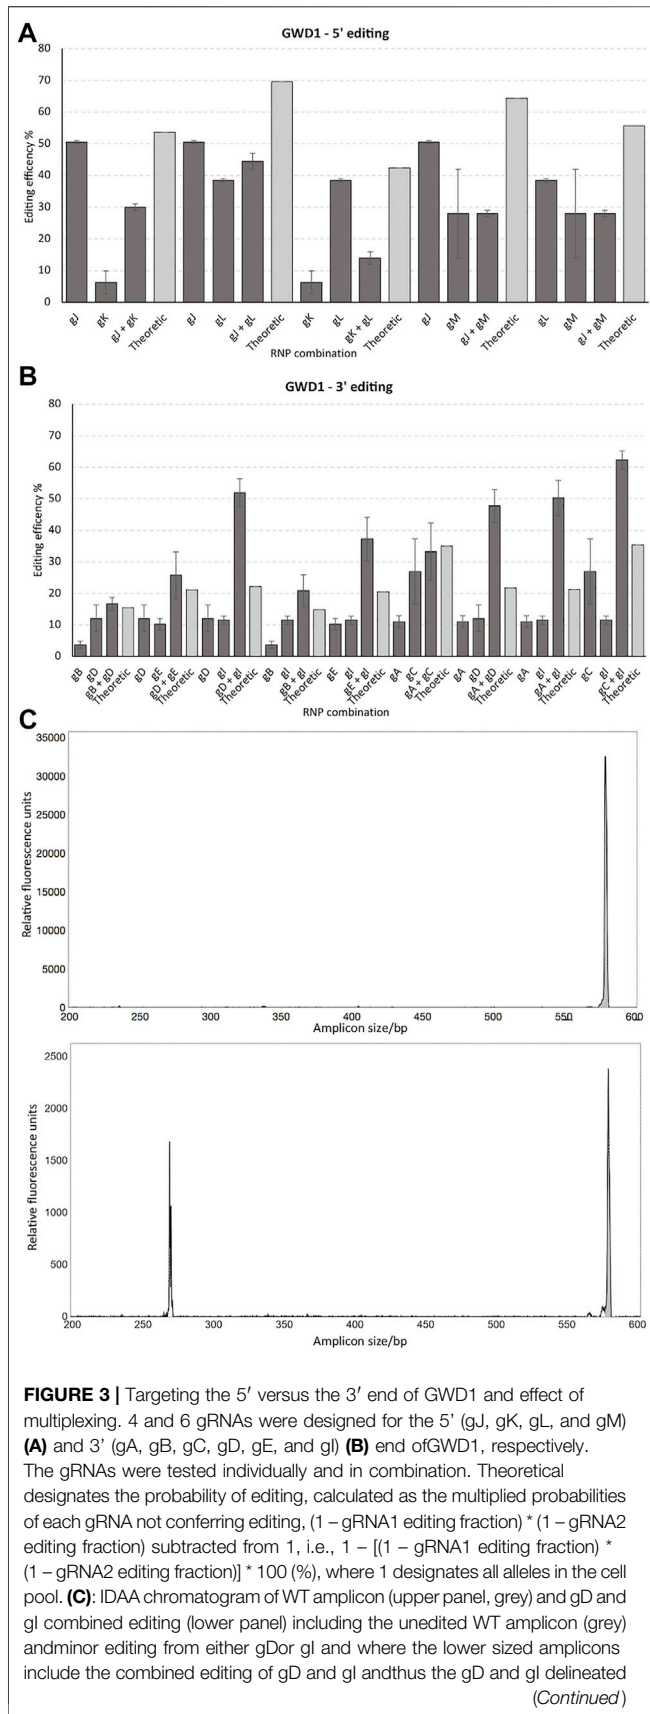 A
GWD1 - 5' editing
80
70
60
50
40
30
20
10
0
Editing efficency %
gJ
gK
gJ + gK
Theoretic
gJ
gL
gJ + gL
Theoretic
gK
gL
gK + gL
Theoretic
gJ
gM
gJ + gM
Theoretic
gL
gM
gJ + gM
Theoretic
RNP combination
B
GWD1 - 3' editing
80
70
60
50
40
30
20
10
0
Editing efficency %
gB
gD
gB + gD
Theoretic
gD
gE
gD + gE
Theoretic
gD
gI
gD + gI
Theoretic
gB
gI
gB + gI
Theoretic
gE
gI
gE + gI
Theoretic
gA
gC
gA + gC
Theoretic
gA
gD
gA + gD
Theoretic
gA
gI
gA + gI
Theoretic
gC
gI
gC + gI
Theoretic
RNP combination
C
35000
30000
25000
20000
15000
10000
5000
0
Relative fluorescence units
200 250 300 350 400 450 500 550 600
Amplicon size/bp
2500
2000
1500
1000
500
0
Relative fluorescence units
200 250 300 350 400 450 500 550 600
Amplicon size/bp
FIGURE 3 | Targeting the 5′ versus the 3′ end of GWD1 and effect of
multiplexing. 4 and 6 gRNAs were designed for the 5' (gJ, gK, gL, and gM)
(A) and 3' (gA, gB, gC, gD, gE, and gI) (B) end ofGWD1, respectively.
The gRNAs were tested individually and in combination. Theoretical
designates the probability of editing, calculated as the multiplied probabilities
of each gRNA not conferring editing, (1 – gRNA1 editing fraction) * (1 – gRNA2
editing fraction) subtracted from 1, i.e., 1 – [(1 – gRNA1 editing fraction) *
(1 – gRNA2 editing fraction)] * 100 (%), where 1 designates all alleles in the cell
pool. (C): IDAA chromatogram of WT amplicon (upper panel, grey) and gD and
gI combined editing (lower panel) including the unedited WT amplicon (grey)
andminor editing from either gDor gI and where the lower sized amplicons
include the combined editing of gD and gI andthus the gD and gI delineated
(Continued)